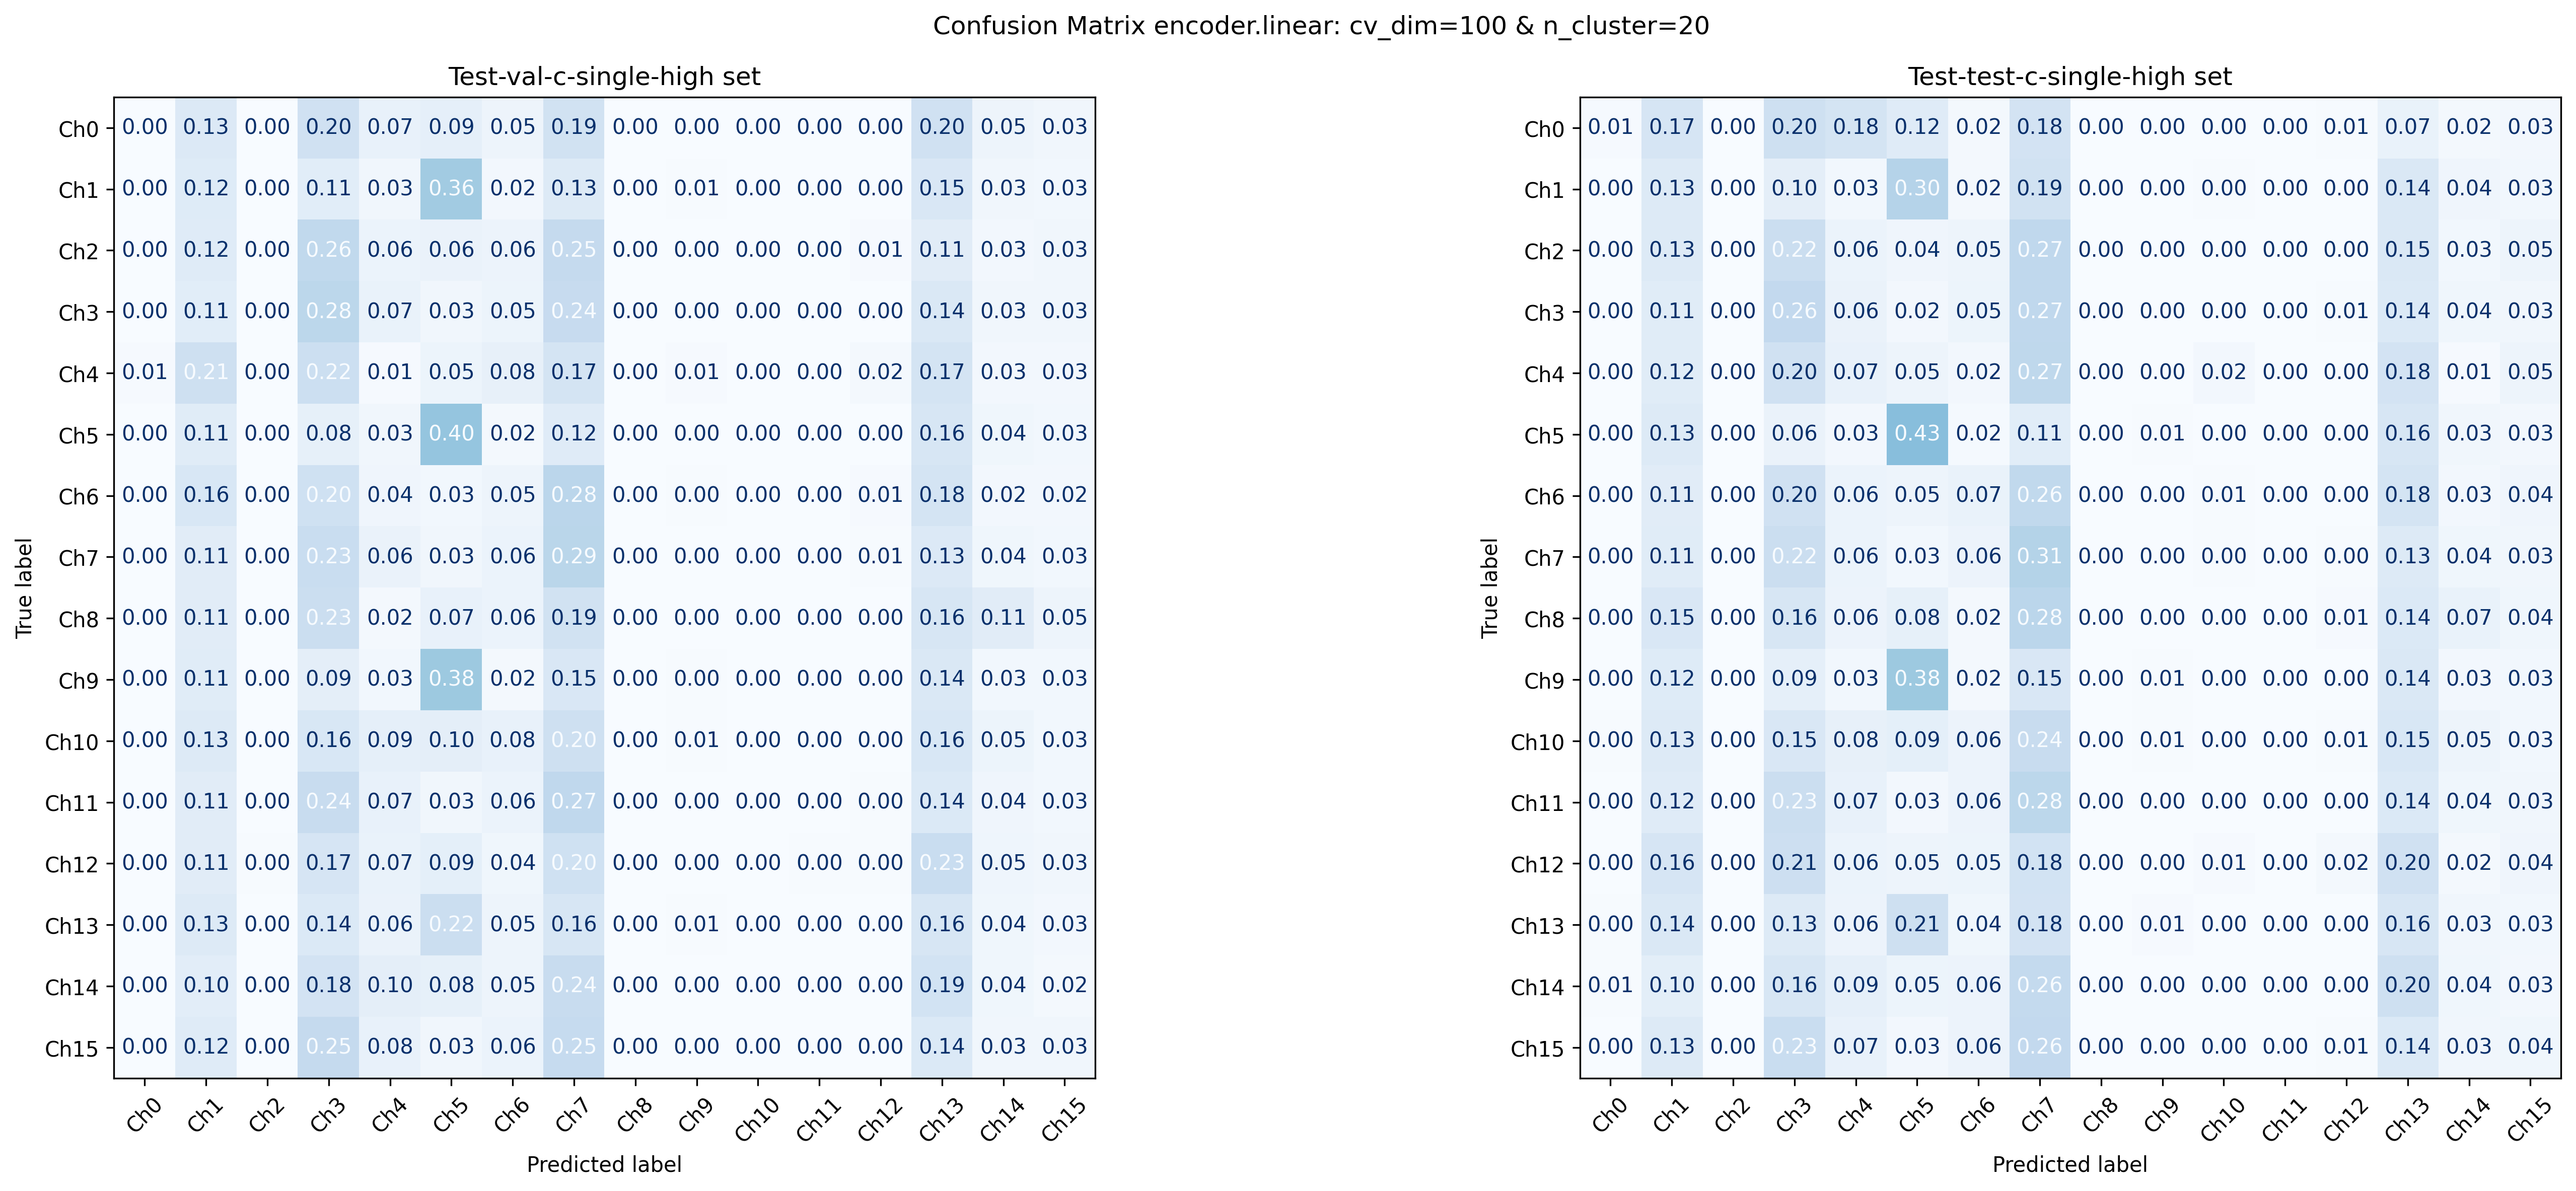 Confusion Matrix encoder.linear: cv_dim=100 & n_cluster=20
Test-val-c-single-high set
True label
Ch0 0.00 0.13 0.00 0.20 0.07 0.09 0.05 0.19 0.00 0.00 0.00 0.00 0.00 0.20 0.05 0.03
Ch1 0.00 0.12 0.00 0.11 0.03 0.36 0.02 0.13 0.00 0.01 0.00 0.00 0.00 0.15 0.03 0.03
Ch2 0.00 0.12 0.00 0.26 0.06 0.06 0.06 0.25 0.00 0.00 0.00 0.00 0.01 0.11 0.03 0.03
Ch3 0.00 0.11 0.00 0.28 0.07 0.03 0.05 0.24 0.00 0.00 0.00 0.00 0.00 0.14 0.03 0.03
Ch4 0.01 0.21 0.00 0.22 0.01 0.05 0.08 0.17 0.00 0.01 0.00 0.00 0.02 0.17 0.03 0.03
Ch5 0.00 0.11 0.00 0.08 0.03 0.40 0.02 0.12 0.00 0.00 0.00 0.00 0.00 0.16 0.04 0.03
Ch6 0.00 0.16 0.00 0.20 0.04 0.03 0.05 0.28 0.00 0.00 0.00 0.00 0.01 0.18 0.02 0.02
Ch7 0.00 0.11 0.00 0.23 0.06 0.03 0.06 0.29 0.00 0.00 0.00 0.00 0.01 0.13 0.04 0.03
Ch8 0.00 0.11 0.00 0.23 0.02 0.07 0.06 0.19 0.00 0.00 0.00 0.00 0.00 0.16 0.11 0.05
Ch9 0.00 0.11 0.00 0.09 0.03 0.38 0.02 0.15 0.00 0.00 0.00 0.00 0.00 0.14 0.03 0.03
Ch10 0.00 0.13 0.00 0.16 0.09 0.10 0.08 0.20 0.00 0.01 0.00 0.00 0.00 0.16 0.05 0.03
Ch11 0.00 0.11 0.00 0.24 0.07 0.03 0.06 0.27 0.00 0.00 0.00 0.00 0.00 0.14 0.04 0.03
Ch12 0.00 0.11 0.00 0.17 0.07 0.09 0.04 0.20 0.00 0.00 0.00 0.00 0.00 0.23 0.05 0.03
Ch13 0.00 0.13 0.00 0.14 0.06 0.22 0.05 0.16 0.00 0.01 0.00 0.00 0.00 0.16 0.04 0.03
Ch14 0.00 0.10 0.00 0.18 0.10 0.08 0.05 0.24 0.00 0.00 0.00 0.00 0.00 0.19 0.04 0.02
Ch15 0.00 0.12 0.00 0.25 0.08 0.03 0.06 0.25 0.00 0.00 0.00 0.00 0.00 0.14 0.03 0.03
Ch0 Ch1 Ch2 Ch3 Ch4 Ch5 Ch6 Ch7 Ch8 Ch9 Ch10 Ch11 Ch12 Ch13 Ch14 Ch15
Predicted label
Test-test-c-single-high set
True label
Ch0 0.01 0.17 0.00 0.20 0.18 0.12 0.02 0.18 0.00 0.00 0.00 0.00 0.01 0.07 0.02 0.03
Ch1 0.00 0.13 0.00 0.10 0.03 0.30 0.02 0.19 0.00 0.00 0.00 0.00 0.00 0.14 0.04 0.03
Ch2 0.00 0.13 0.00 0.22 0.06 0.04 0.05 0.27 0.00 0.00 0.00 0.00 0.00 0.15 0.03 0.05
Ch3 0.00 0.11 0.00 0.26 0.06 0.02 0.05 0.27 0.00 0.00 0.00 0.00 0.01 0.14 0.04 0.03
Ch4 0.00 0.12 0.00 0.20 0.07 0.05 0.02 0.27 0.00 0.00 0.02 0.00 0.00 0.18 0.01 0.05
Ch5 0.00 0.13 0.00 0.06 0.03 0.43 0.02 0.11 0.00 0.01 0.00 0.00 0.00 0.16 0.03 0.03
Ch6 0.00 0.11 0.00 0.20 0.06 0.05 0.07 0.26 0.00 0.00 0.01 0.00 0.00 0.18 0.03 0.04
Ch7 0.00 0.11 0.00 0.22 0.06 0.03 0.06 0.31 0.00 0.00 0.00 0.00 0.00 0.13 0.04 0.03
Ch8 0.00 0.15 0.00 0.16 0.06 0.08 0.02 0.28 0.00 0.00 0.00 0.00 0.01 0.14 0.07 0.04
Ch9 0.00 0.12 0.00 0.09 0.03 0.38 0.02 0.15 0.00 0.01 0.00 0.00 0.00 0.14 0.03 0.03
Ch10 0.00 0.13 0.00 0.15 0.08 0.09 0.06 0.24 0.00 0.01 0.00 0.00 0.01 0.15 0.05 0.03
Ch11 0.00 0.12 0.00 0.23 0.07 0.03 0.06 0.28 0.00 0.00 0.00 0.00 0.00 0.14 0.04 0.03
Ch12 0.00 0.16 0.00 0.21 0.06 0.05 0.05 0.18 0.00 0.00 0.01 0.00 0.02 0.20 0.02 0.04
Ch13 0.00 0.14 0.00 0.13 0.06 0.21 0.04 0.18 0.00 0.01 0.00 0.00 0.00 0.16 0.03 0.03
Ch14 0.01 0.10 0.00 0.16 0.09 0.05 0.06 0.26 0.00 0.00 0.00 0.00 0.00 0.20 0.04 0.03
Ch15 0.00 0.13 0.00 0.23 0.07 0.03 0.06 0.26 0.00 0.00 0.00 0.00 0.01 0.14 0.03 0.04
Ch0 Ch1 Ch2 Ch3 Ch4 Ch5 Ch6 Ch7 Ch8 Ch9 Ch10 Ch11 Ch12 Ch13 Ch14 Ch15
Predicted label